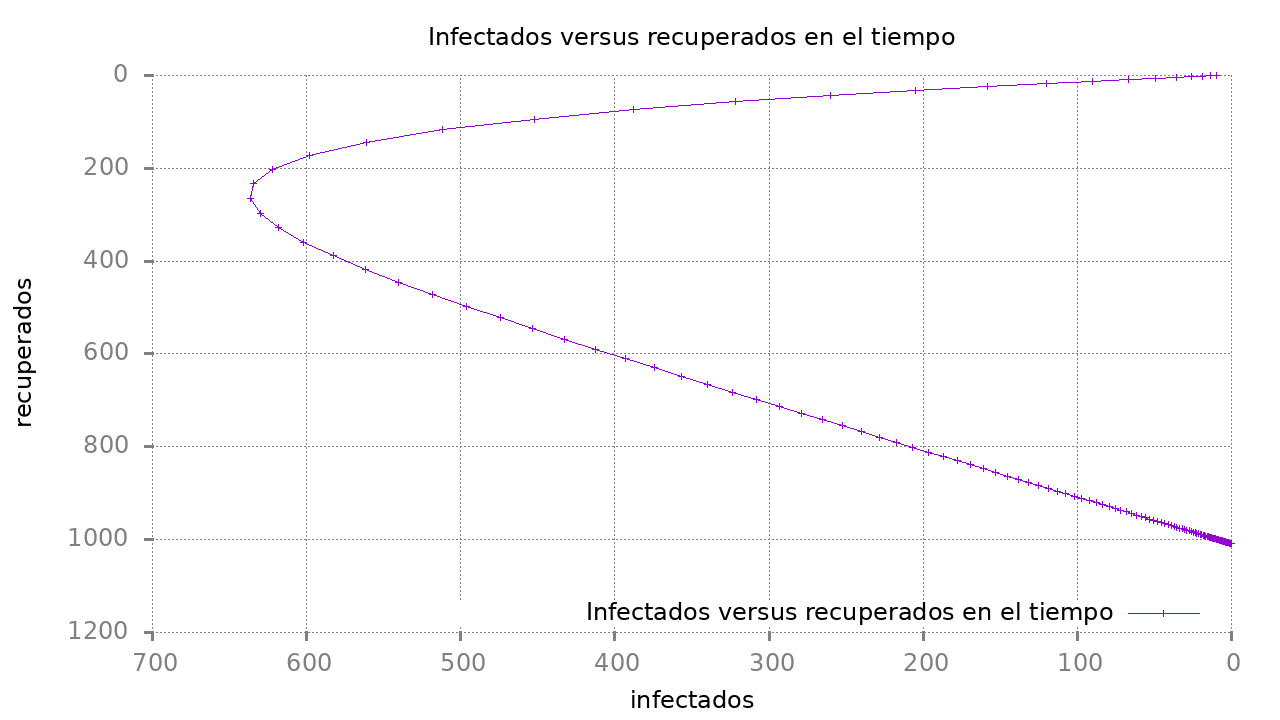 Infectados versus recuperados en el tiempo
0
200
400
600
800
1000
1200
recuperados
Infectados versus recuperados en el tiempo
700 600 500 400 300 200 100 0
infectados